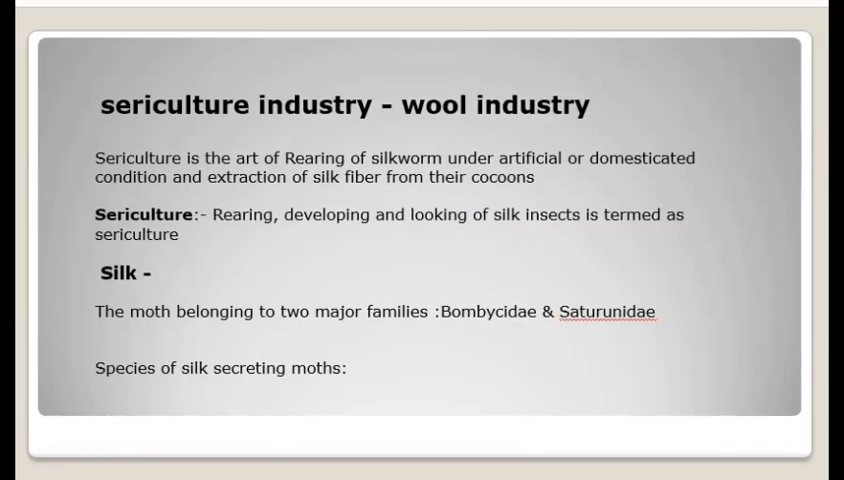 sericulture industry - wool industry
Sericulture is the art of Rearing of silkworm under artificial or domesticated
condition and extraction of silk fiber from their cocoons
Sericulture:- Rearing, developing and looking of silk insects is termed as
sericulture
Silk -
The moth belonging to two major families :Bombycidae & Saturunidae
Species of silk secreting moths: